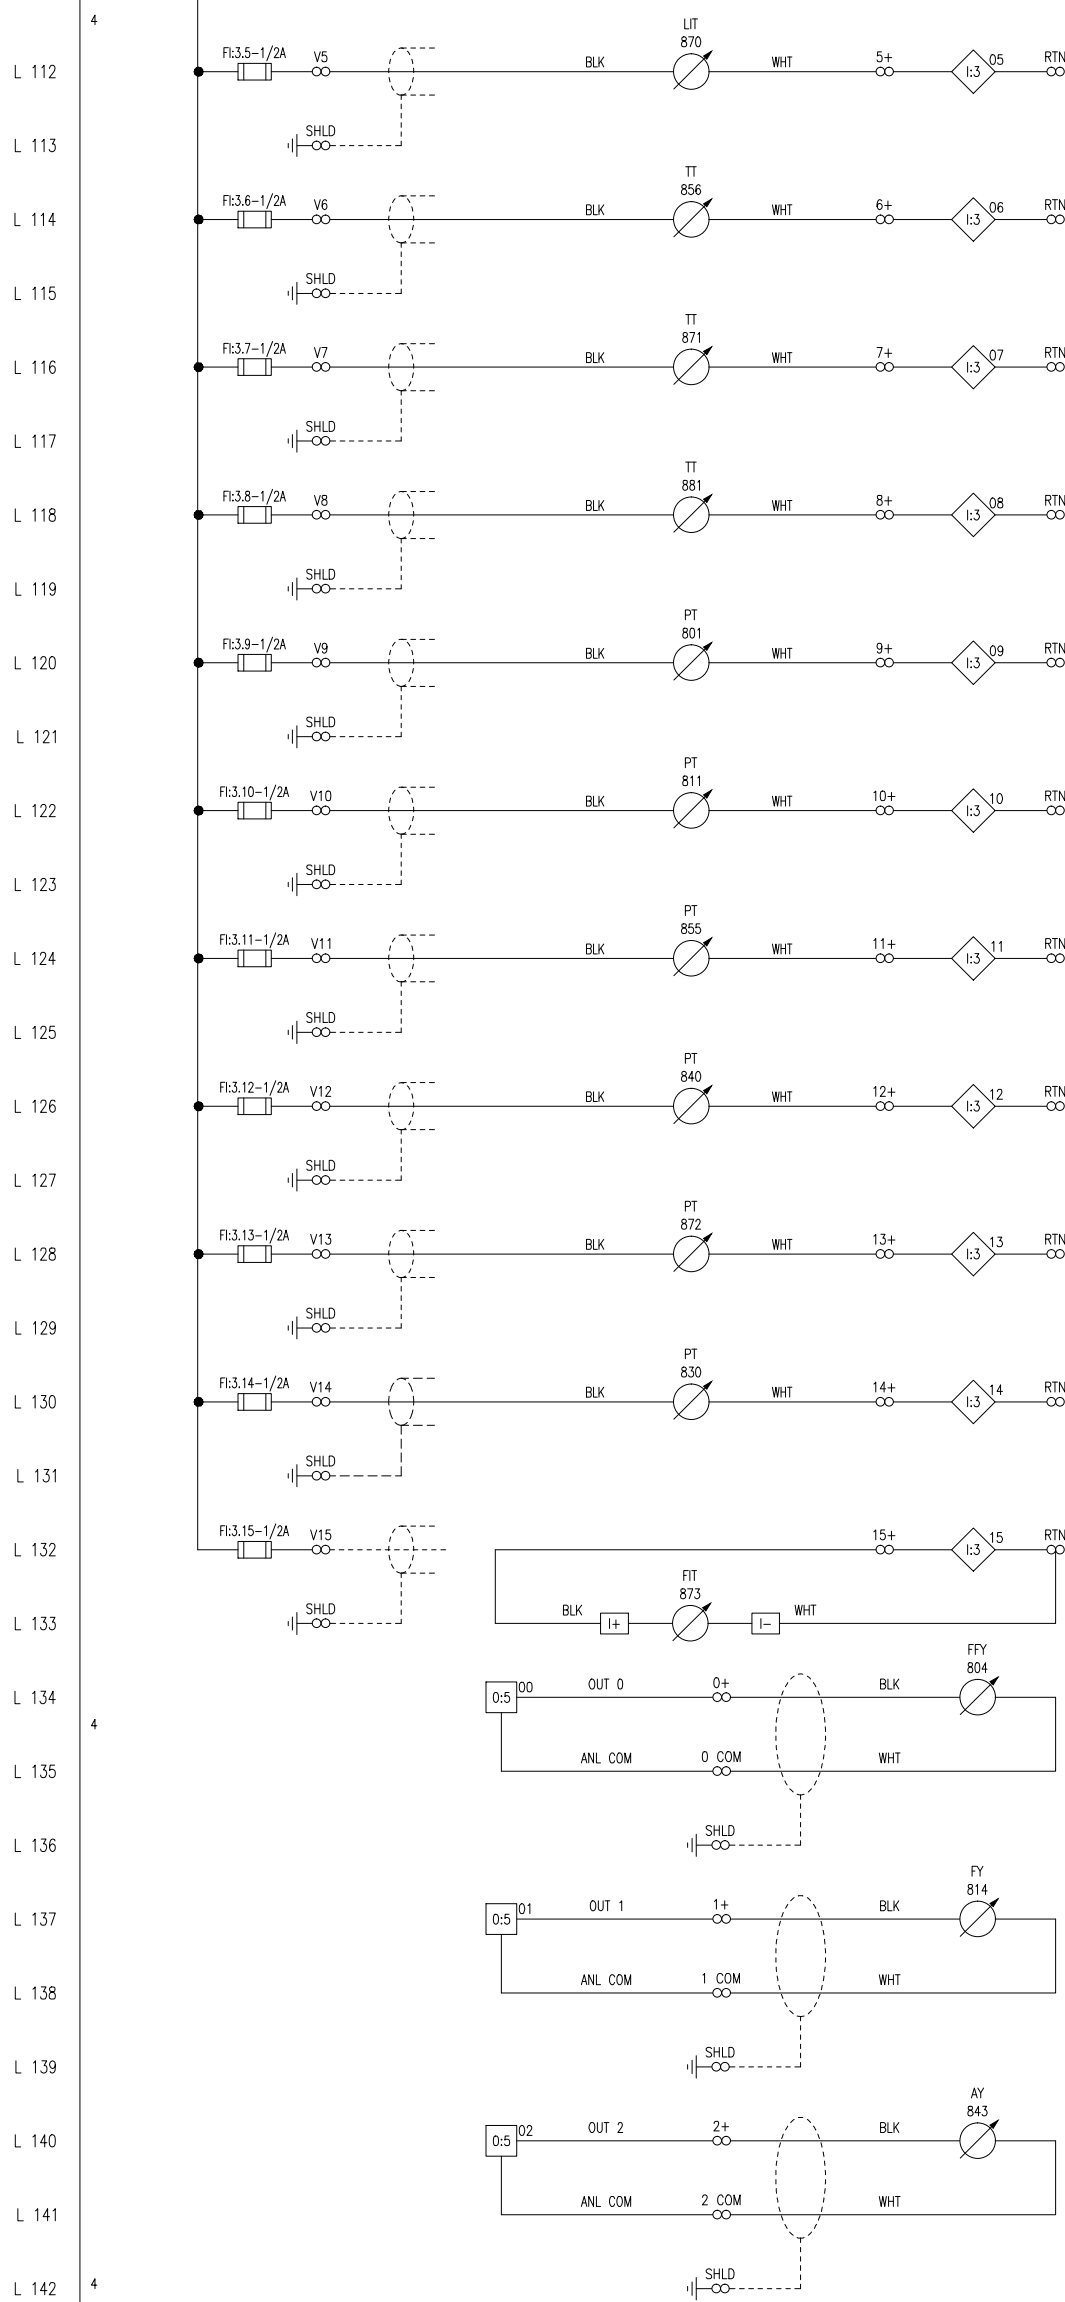 4
LIT
870
L 112
FI:3.5-1/2A
V5
BLK
WHT
5+
I:3
05
RTN
L 113
SHLD
TT
856
L 114
FI:3.6-1/2A
V6
BLK
WHT
6+
I:3
06
RTN
L 115
SHLD
TT
871
L 116
FI:3.7-1/2A
V7
BLK
WHT
7+
I:3
07
RTN
L 117
SHLD
TT
881
L 118
FI:3.8-1/2A
V8
BLK
WHT
8+
I:3
08
RTN
L 119
SHLD
PT
801
L 120
FI:3.9-1/2A
V9
BLK
WHT
9+
I:3
09
RTN
L 121
SHLD
PT
811
L 122
FI:3.10-1/2A
V10
BLK
WHT
10+
I:3
10
RTN
L 123
SHLD
PT
855
L 124
FI:3.11-1/2A
V11
BLK
WHT
11+
I:3
11
RTN
L 125
SHLD
PT
840
L 126
FI:3.12-1/2A
V12
BLK
WHT
12+
I:3
12
RTN
L 127
SHLD
PT
872
L 128
FI:3.13-1/2A
V13
BLK
WHT
13+
I:3
13
RTN
L 129
SHLD
PT
830
L 130
FI:3.14-1/2A
V14
BLK
WHT
14+
I:3
14
RTN
L 131
SHLD
L 132
FI:3.15-1/2A
V15
15+
I:3
15
RTN
FIT
873
L 133
SHLD
BLK
I+
I-
WHT
FFY
804
L 134
0:5
00
OUT 0
0+
BLK
4
L 135
ANL COM
0 COM
WHT
L 136
SHLD
FY
814
L 137
0:5
01
OUT 1
1+
BLK
L 138
ANL COM
1 COM
WHT
L 139
SHLD
AY
843
L 140
0:5
02
OUT 2
2+
BLK
L 141
ANL COM
2 COM
WHT
L 142
4
SHLD